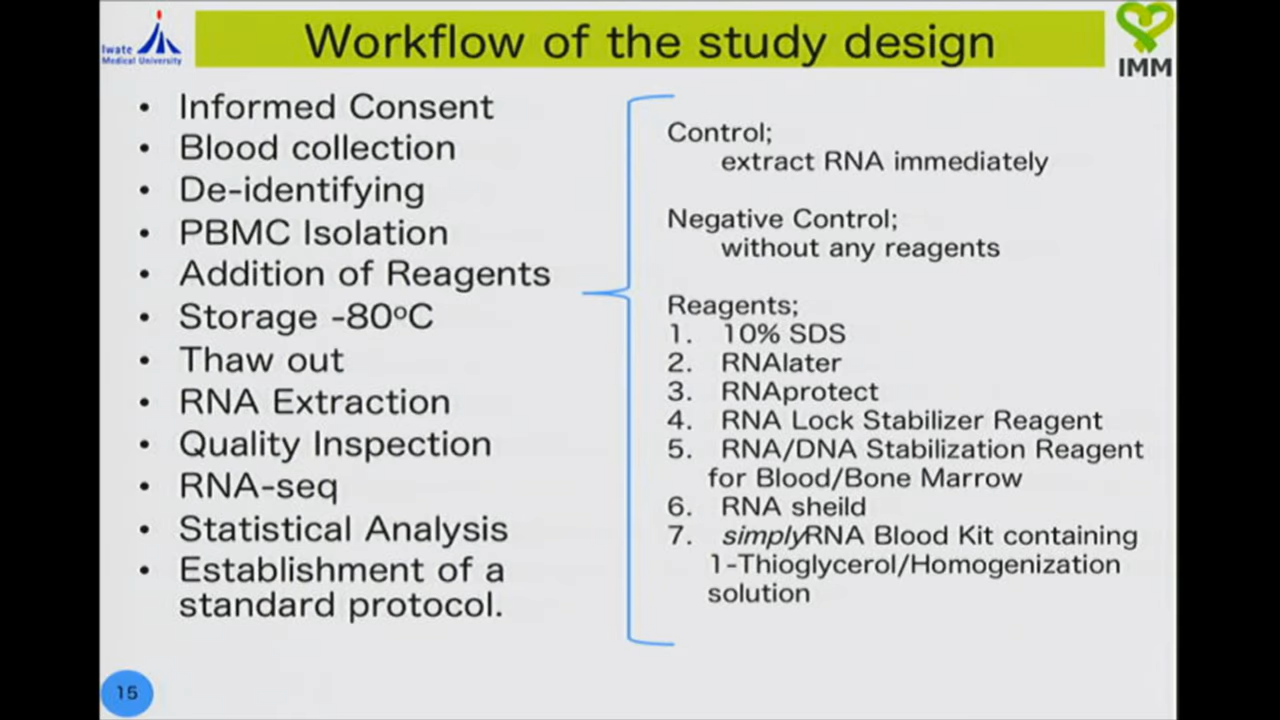 Iwate
Medical University
Workflow of the study design
IMM
• Informed Consent
• Blood collection
• De-identifying
• PBMC Isolation
• Addition of Reagents
• Storage -80°C
• Thaw out
• RNA Extraction
• Quality Inspection
• RNA-seq
• Statistical Analysis
• Establishment of a
standard protocol.
Control;
extract RNA immediately
Negative Control;
without any reagents
Reagents;
1. 10% SDS
2. RNAlater
3. RNAprotect
4. RNA Lock Stabilizer Reagent
5. RNA/DNA Stabilization Reagent
for Blood/Bone Marrow
6. RNA sheild
7. simplyRNA Blood Kit containing
1-Thioglycerol/Homogenization
solution
15